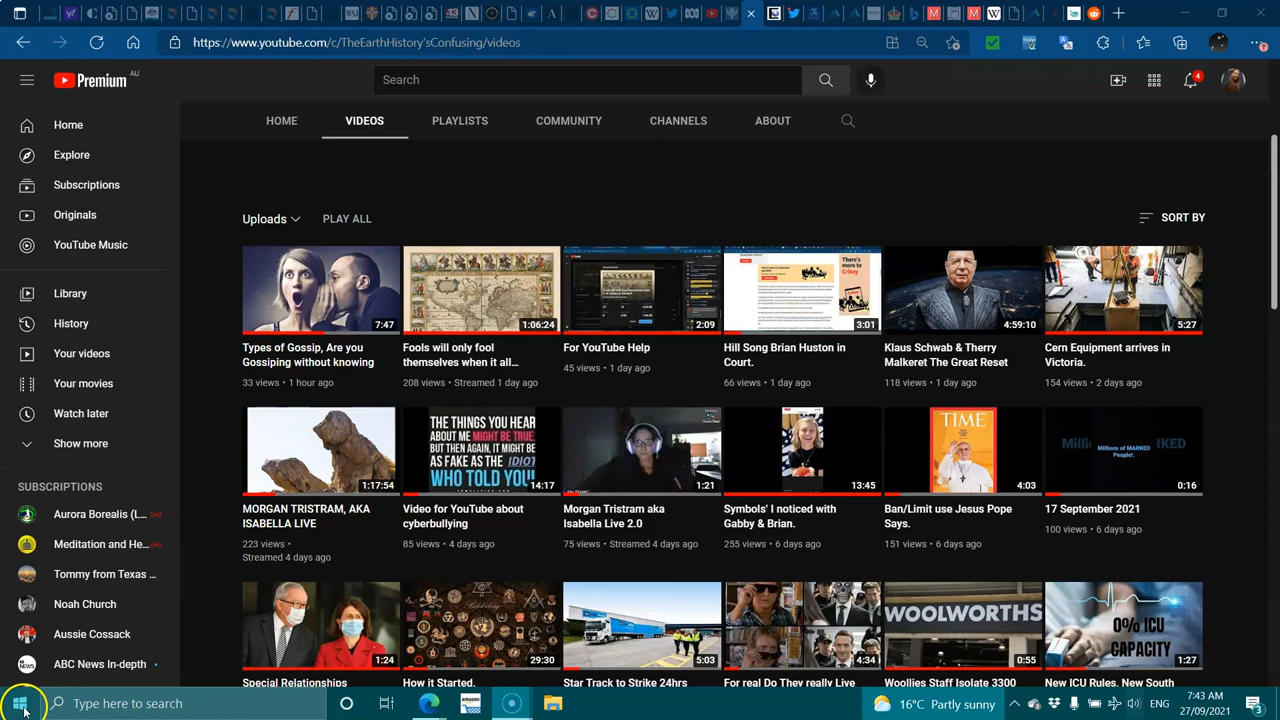 https://www.youtube.com/c/TheEarthHistory'sConfusing/videos
Premium AU
Search
4
HOME
VIDEOS
PLAYLISTS
COMMUNITY
CHANNELS
ABOUT
Home
Explore
Subscriptions
Originals
YouTube Music
History
Your videos
Your movies
Watch later
Show more
SUBSCRIPTIONS
Aurora Borealis (L...
Meditation and He...
Tommy from Texas ...
Noah Church
Aussie Cossack
ABC News In-depth
Uploads
PLAY ALL
SORT BY
7:47
1:06:24
2:09
There's more to Crikey
3:01
4:59:10
5:27
Types of Gossip, Are you Gossiping without knowing
33 views • 1 hour ago
Fools will only fool themselves when it all...
208 views • Streamed 1 day ago
For YouTube Help
45 views • 1 day ago
Hill Song Brian Huston in Court.
66 views • 1 day ago
Klaus Schwab & Therry Malkeret The Great Reset
118 views • 1 day ago
Cern Equipment arrives in Victoria.
154 views • 2 days ago
1:17:54
THE THINGS YOU HEAR
ABOUT ME MIGHT BE TRUE.
BUT THEN AGAIN, IT MIGHT BE
AS FAKE AS THE IDIOT
WHO TOLD YOU
14:17
1:21
13:45
TIME
4:03
Millions of MARKED People!.
0:16
MORGAN TRISTRAM, AKA ISABELLA LIVE
223 views •
Streamed 4 days ago
Video for YouTube about cyberbullying
85 views • 4 days ago
Morgan Tristram aka Isabella Live 2.0
75 views • Streamed 4 days ago
Symbols' I noticed with Gabby & Brian.
255 views • 6 days ago
Ban/Limit use Jesus Pope Says.
151 views • 6 days ago
17 September 2021
100 views • 6 days ago
1:24
29:30
5:03
4:34
WOOLWORTHS
0:55
0% ICU CAPACITY
1:27
Special Relationships
How it Started.
Star Track to Strike 24hrs
For real Do They really Live
Woollies Staff Isolate 3300
New ICU Rules, New South
Type here to search
amazon
16°C Partly sunny
ENG
7:43 AM
27/09/2021
3